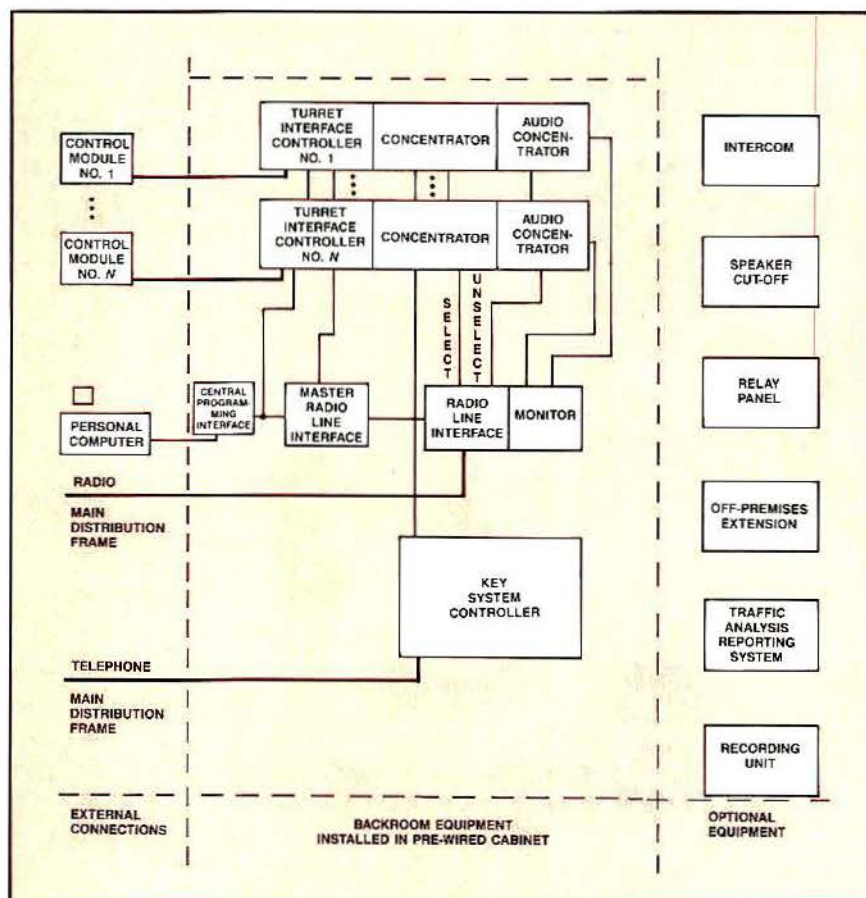 TURRET
INTERFACE
CONTROLLER
NO. 1
CONCENTRATOR
AUDIO
CONCEN-
TRATOR
CONTROL
MODULE
NO. 1
TURRET
INTERFACE
CONTROLLER
NO. N
CONCENTRATOR
AUDIO
CONCEN-
TRATOR
CONTROL
MODULE
NO. N
SELECT
UNSELECT
PERSONAL
COMPUTER
CENTRAL
PROGRAM-
MING
INTERFACE
MASTER
RADIO
LINE
INTERFACE
RADIO
LINE
INTERFACE
MONITOR
RADIO
MAIN
DISTRIBUTION
FRAME
KEY
SYSTEM
CONTROLLER
TELEPHONE
MAIN
DISTRIBUTION
FRAME
INTERCOM
SPEAKER
CUT-OFF
RELAY
PANEL
OFF-PREMISES
EXTENSION
TRAFFIC
ANALYSIS
REPORTING
SYSTEM
RECORDING
UNIT
EXTERNAL
CONNECTIONS
BACKROOM EQUIPMENT
INSTALLED IN PRE-WIRED CABINET
OPTIONAL
EQUIPMENT